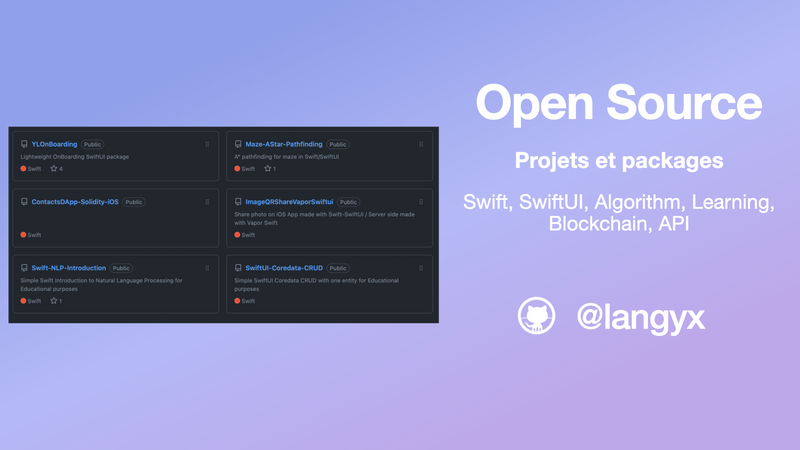 YLOnBoarding Public
Lightweight OnBoarding SwiftUI package
Swift 4
Maze-AStar-Pathfinding Public
A* pathfinding for maze in Swift/SwiftUI
Swift 1
ContactsDApp-Solidity-iOS Public
Swift
ImageQRShareVaporSwiftui Public
Share photo on iOS App made with Swift-SwiftUI / Server side made
with Vapor Swift
Swift
Swift-NLP-Introduction Public
Simple Swift Introduction to Natural Language Processing for
Educational purposes
Swift 1
SwiftUI-Coredata-CRUD Public
Simple SwiftUI Coredata CRUD with one entity for Educational
purposes
Swift
Open Source
Projets et packages
Swift, SwiftUI, Algorithm, Learning,
Blockchain, API
@langyx